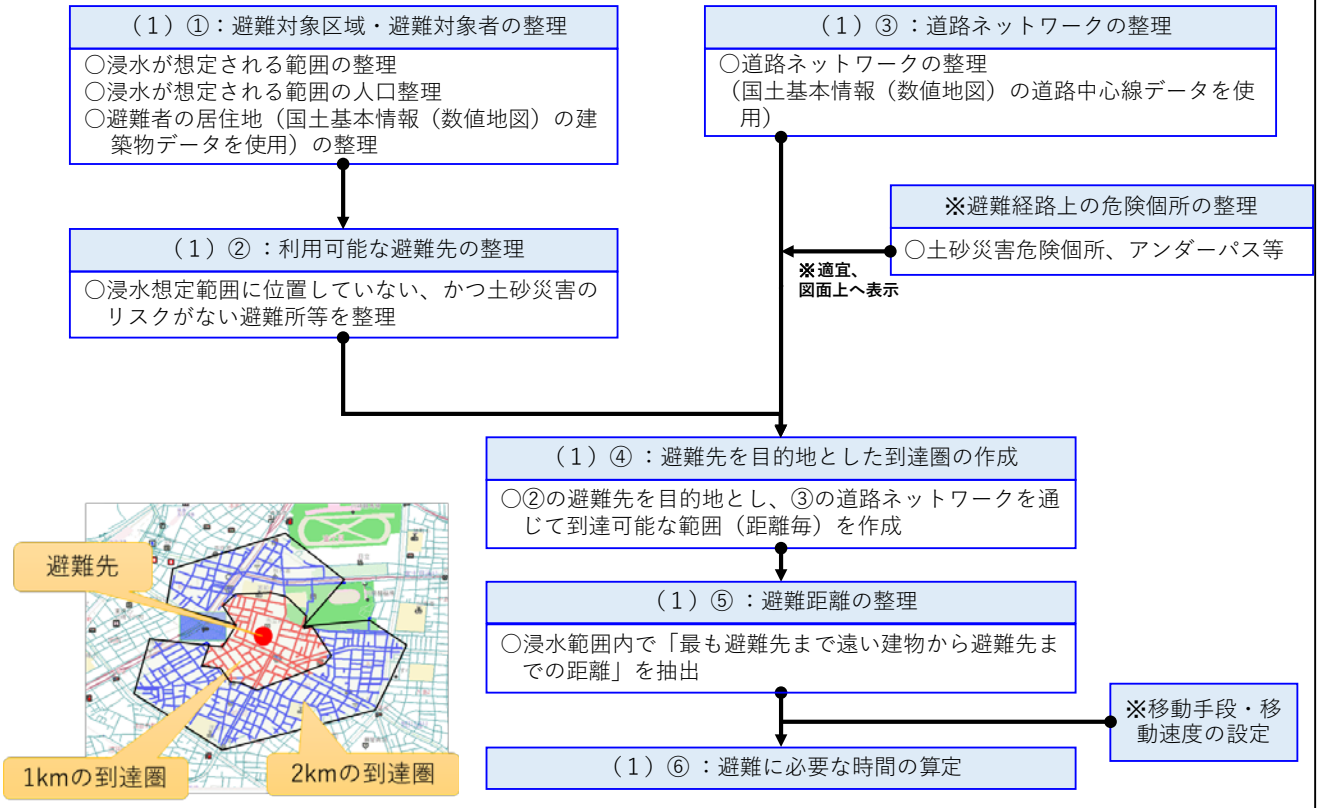 (1)①:避難対象区域・避難対象者の整理
○浸水が想定される範囲の整理
○浸水が想定される範囲の人口整理
○避難者の居住地(国土基本情報(数値地図)の建
築物データを使用)の整理
(1)③:道路ネットワークの整理
○道路ネットワークの整理
(国土基本情報(数値地図)の道路中心線データを使
用)
※避難経路上の危険個所の整理
○土砂災害危険個所、アンダーパス等
※適宜、
図面上へ表示
(1)②:利用可能な避難先の整理
○浸水想定範囲に位置していない、かつ土砂災害の
リスクがない避難所等を整理
(1)④:避難先を目的地とした到達圏の作成
○②の避難先を目的地とし、③の道路ネットワークを通
じて到達可能な範囲(距離毎)を作成
(1)⑤:避難距離の整理
○浸水範囲内で「最も避難先まで遠い建物から避難先ま
での距離」を抽出
※移動手段・移
動速度の設定
(1)⑥:避難に必要な時間の算定
避難先
1kmの到達圏
2kmの到達圏